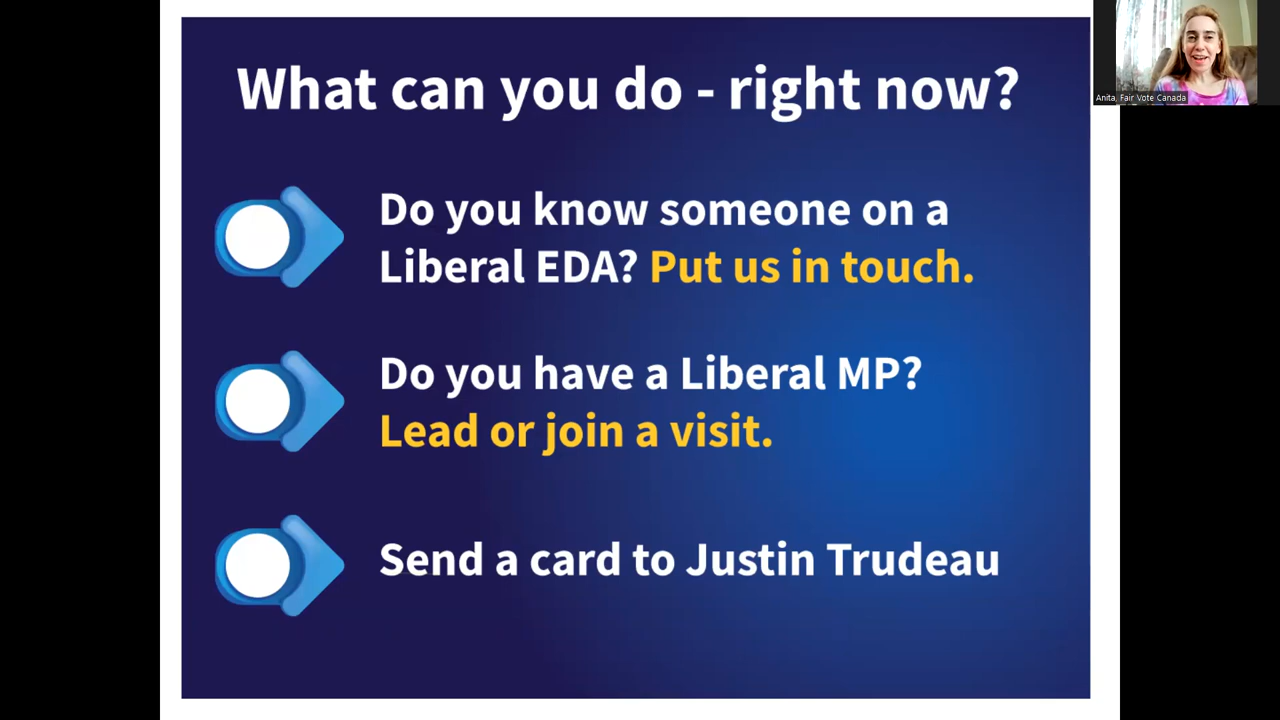 What can you do - right now?
Do you know someone on a
Liberal EDA? Put us in touch.
Do you have a Liberal MP?
Lead or join a visit.
Send a card to Justin Trudeau
Anita, Fair Vote Canada